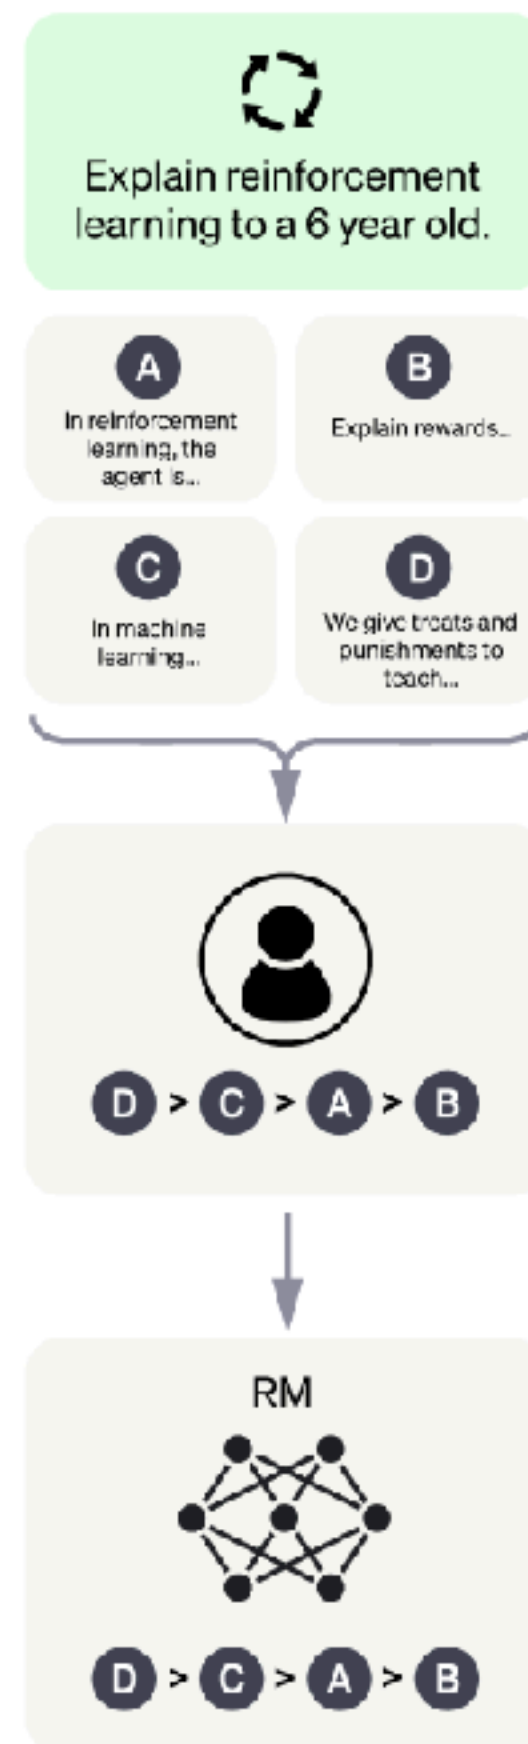 Explain reinforcement
learning to a 6 year old.
A
In reinforcement
learning, the
agent is...
B
Explain rewards...
C
In machine
learning...
D
We give treats and
punishments to
teach...
D > C > A > B
RM
D > C > A > B